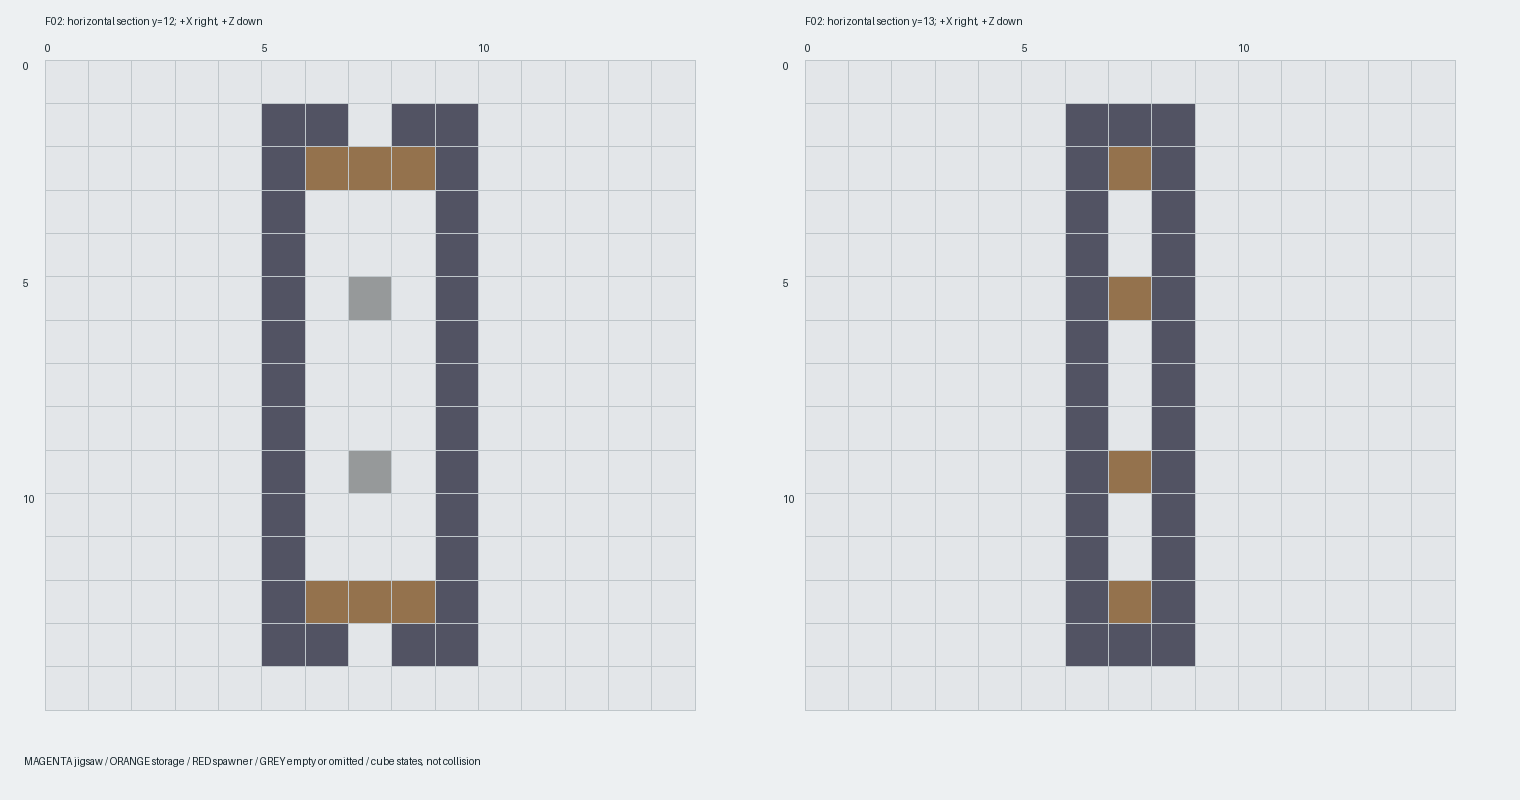 F02: horizontal section y=12; +X right, +Z down
F02: horizontal section y=13; +X right, +Z down
0 5 10
0 5 10
0
0
5
5
10
10
MAGENTA jigsaw / ORANGE storage / RED spawner / GREY empty or omitted / cube states, not collision